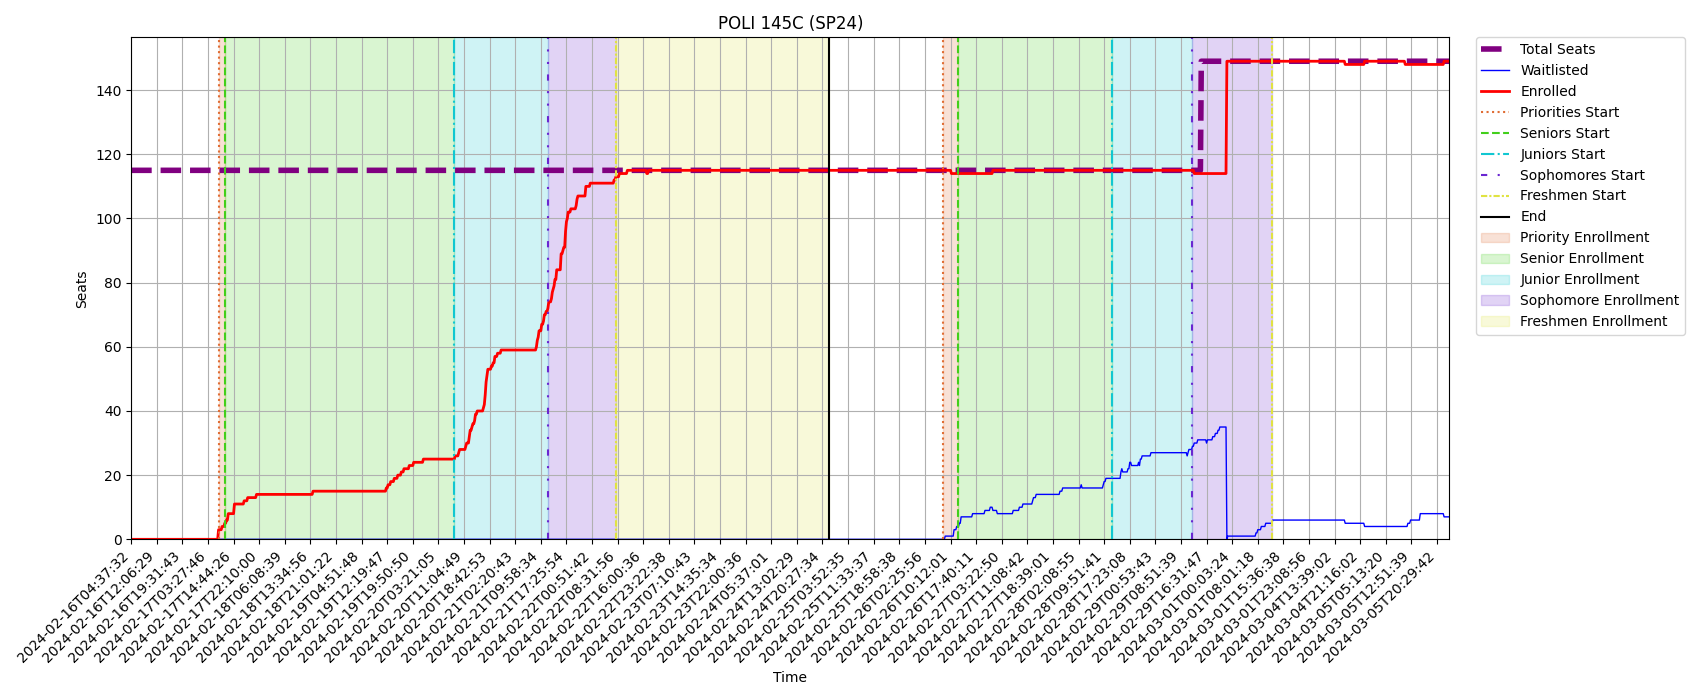 POLI 145C (SP24)
Seats
140
120
100
80
60
40
20
0
2024-02-16T04:37:32
2024-02-16T12:06:29
2024-02-16T19:31:43
2024-02-17T03:27:46
2024-02-17T14:44:26
2024-02-17T22:10:00
2024-02-18T06:08:39
2024-02-18T13:34:56
2024-02-18T21:01:22
2024-02-19T04:51:48
2024-02-19T12:19:47
2024-02-19T19:50:50
2024-02-20T03:21:05
2024-02-20T11:04:49
2024-02-20T18:42:53
2024-02-21T02:20:43
2024-02-21T09:58:34
2024-02-21T17:25:54
2024-02-22T00:51:42
2024-02-22T08:31:56
2024-02-22T16:00:36
2024-02-22T23:22:38
2024-02-23T07:10:43
2024-02-23T14:35:34
2024-02-23T22:00:36
2024-02-24T05:37:01
2024-02-24T13:02:29
2024-02-24T20:27:34
2024-02-25T03:52:35
2024-02-25T11:33:37
2024-02-25T18:58:38
2024-02-26T02:25:56
2024-02-26T10:12:01
2024-02-26T17:40:11
2024-02-27T03:22:50
2024-02-27T11:08:42
2024-02-27T18:39:01
2024-02-28T02:08:55
2024-02-28T09:51:41
2024-02-28T17:23:08
2024-02-29T00:53:43
2024-02-29T08:51:39
2024-02-29T16:31:47
2024-03-01T00:03:24
2024-03-01T08:01:18
2024-03-01T15:36:38
2024-03-01T23:08:56
2024-03-04T13:39:02
2024-03-04T21:16:02
2024-03-05T05:13:20
2024-03-05T12:51:39
2024-03-05T20:29:42
Time
Total Seats
Waitlisted
Enrolled
Priorities Start
Seniors Start
Juniors Start
Sophomores Start
Freshmen Start
End
Priority Enrollment
Senior Enrollment
Junior Enrollment
Sophomore Enrollment
Freshmen Enrollment